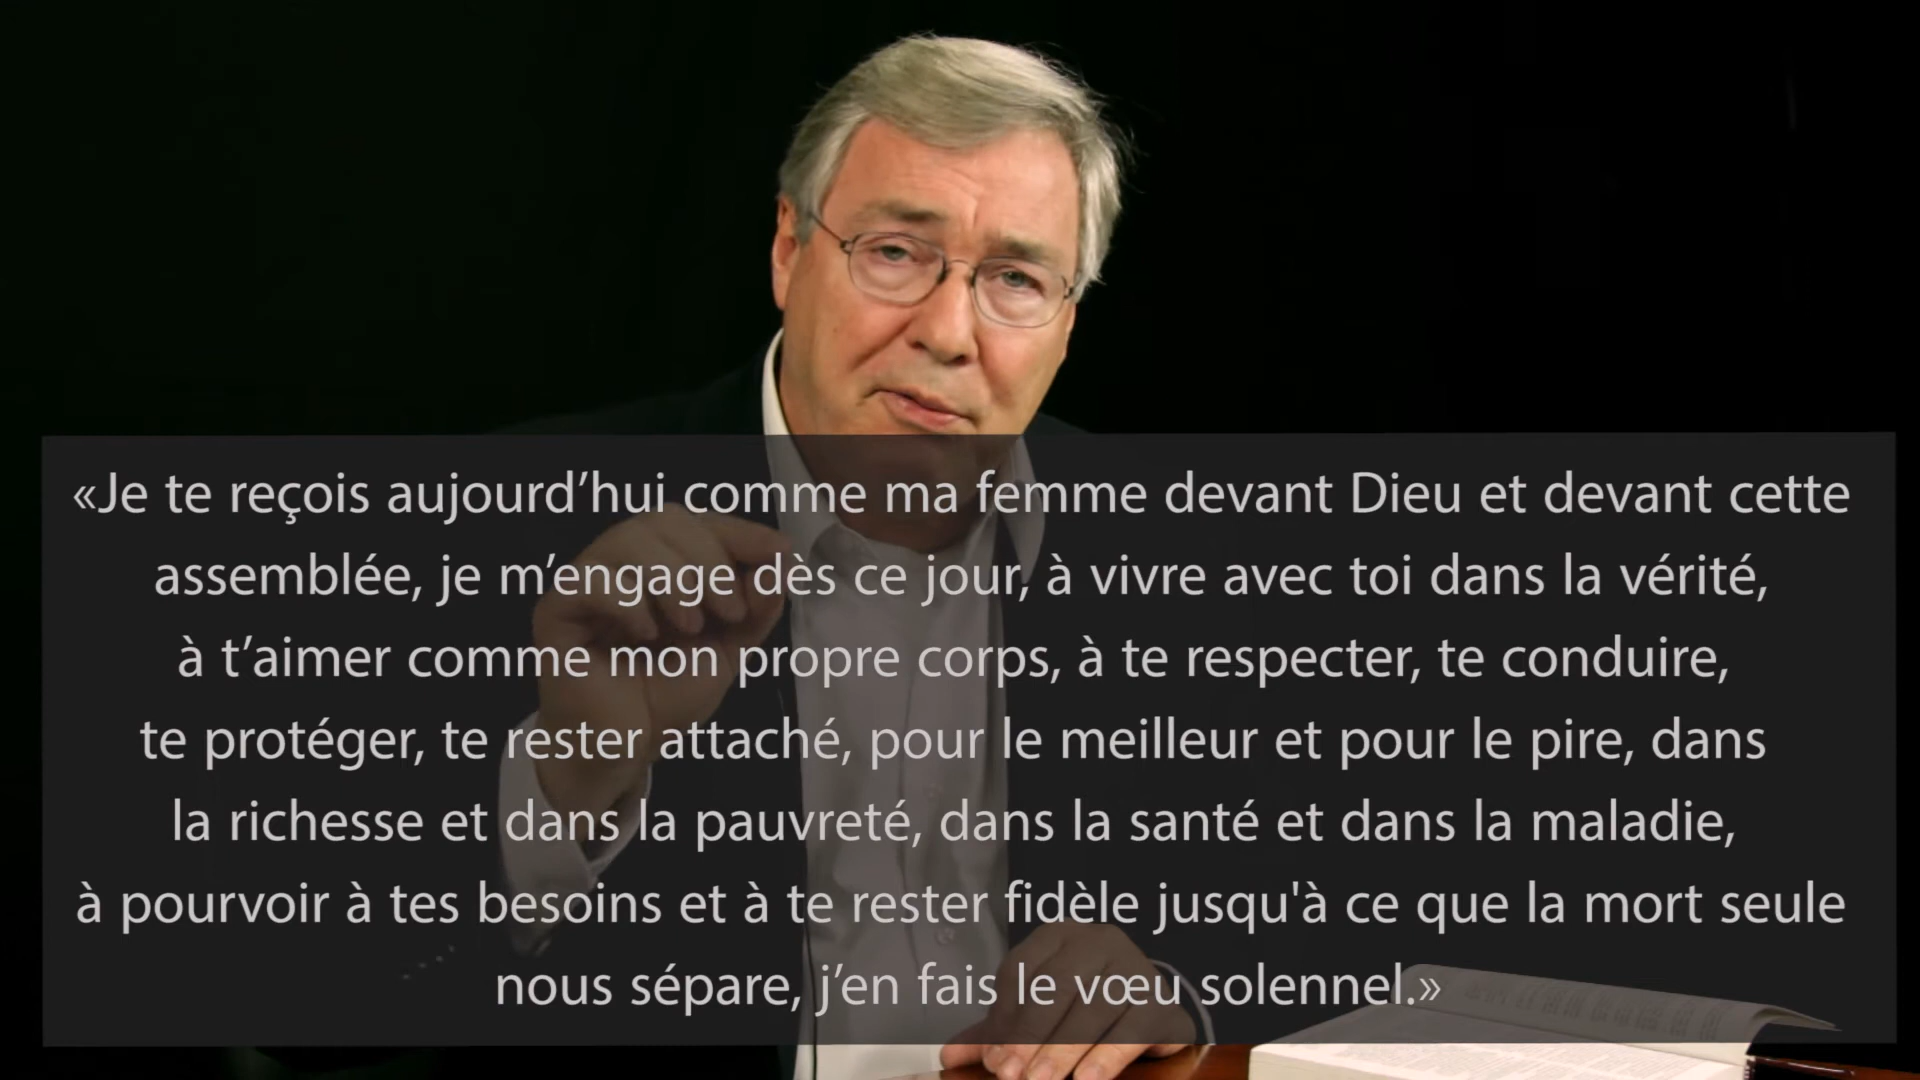 «Je te reçois aujourd’hui comme ma femme devant Dieu et devant cette
assemblée, je m’engage dès ce jour, à vivre avec toi dans la vérité,
à t’aimer comme mon propre corps, à te respecter, te conduire,
te protéger, te rester attaché, pour le meilleur et pour le pire, dans
la richesse et dans la pauvreté, dans la santé et dans la maladie,
à pourvoir à tes besoins et à te rester fidèle jusqu'à ce que la mort seule
nous sépare, j’en fais le vœu solennel.»